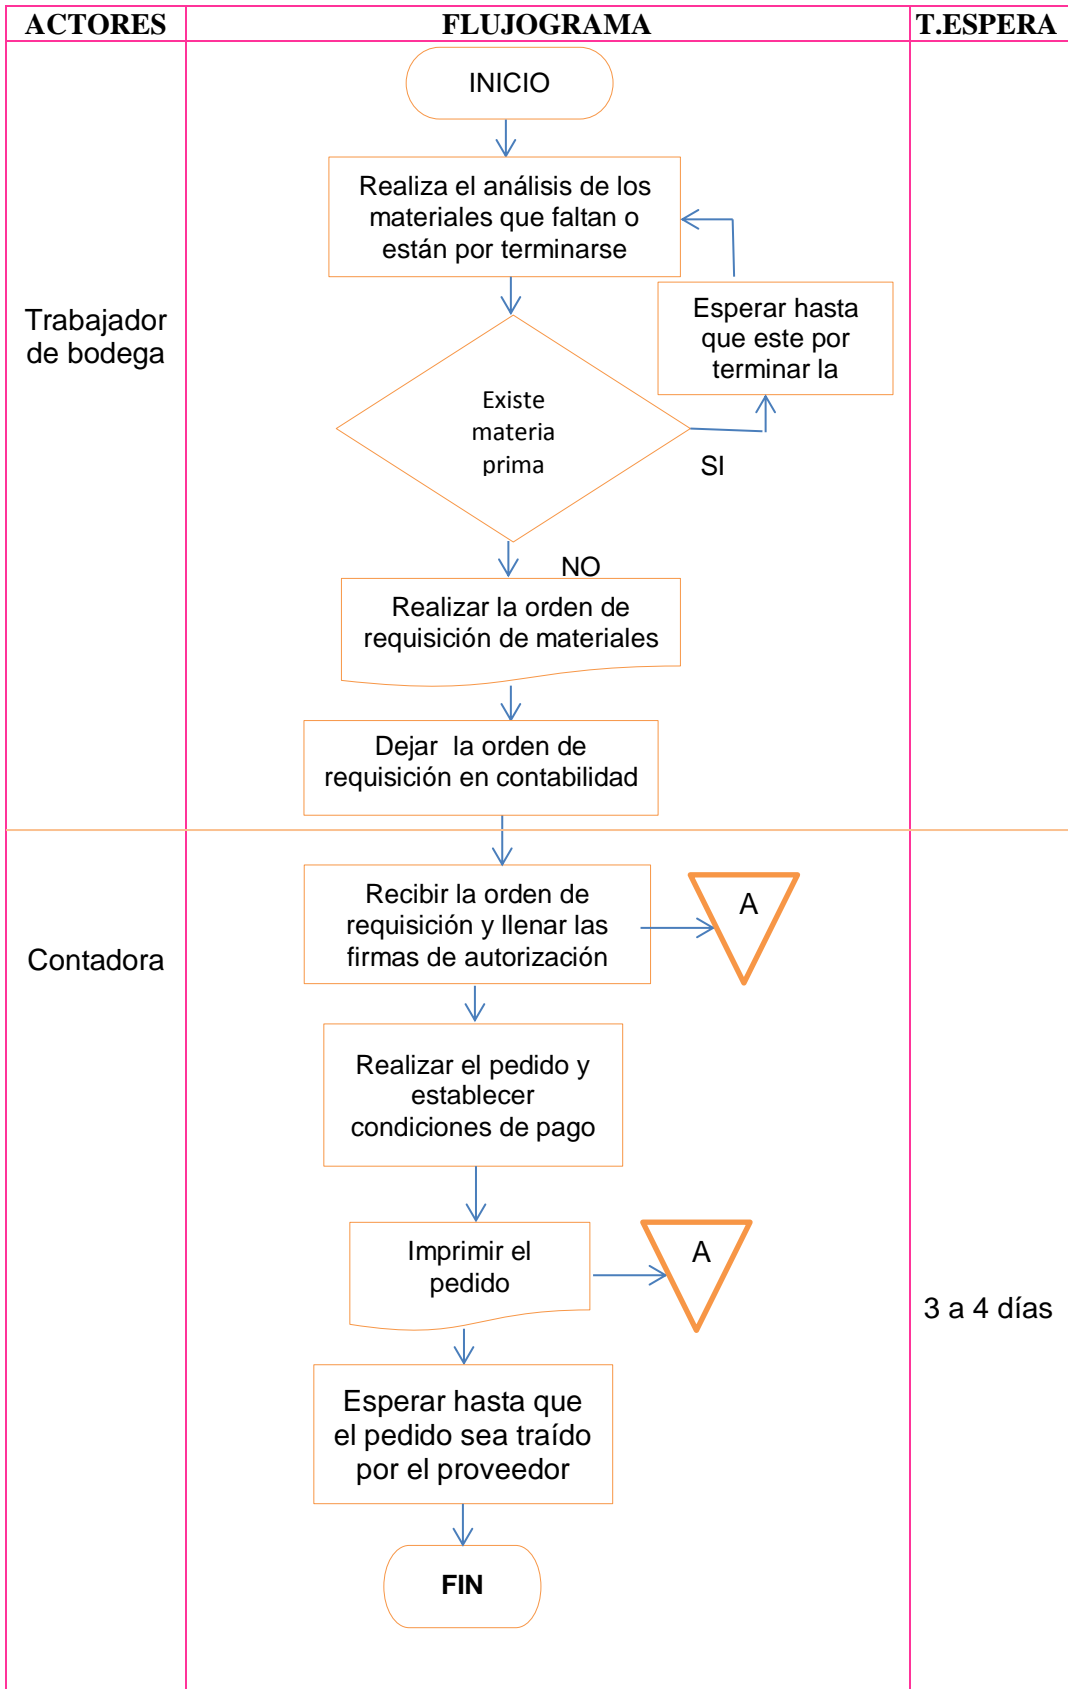 ACTORES
FLUJOGRAMA
T.ESPERA
INICIO
Realiza el análisis de los
materiales que faltan o
están por terminarse
Trabajador
de bodega
Esperar hasta
que este por
terminar la
Existe
materia
prima
SI
NO
Realizar la orden de
requisición de materiales
Dejar la orden de
requisición en contabilidad
Contadora
Recibir la orden de
requisición y llenar las
firmas de autorización
A
Realizar el pedido y
establecer
condiciones de pago
Imprimir el
pedido
A
3 a 4 días
Esperar hasta que
el pedido sea traído
por el proveedor
FIN